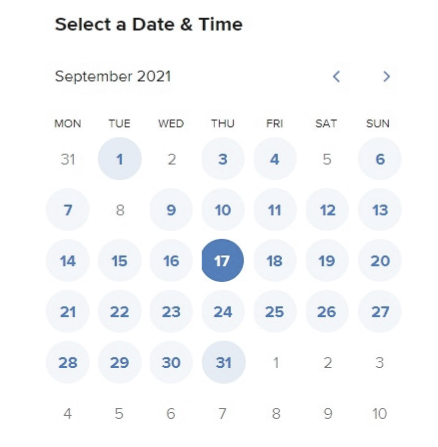 Select a Date & Time
September 2021
MON TUE WED THU FRI SAT SUN
31 1 2 3 4 5 6
7 8 9 10 11 12 13
14 15 16 17 18 19 20
21 22 23 24 25 26 27
28 29 30 31 1 2 3
4 5 6 7 8 9 10